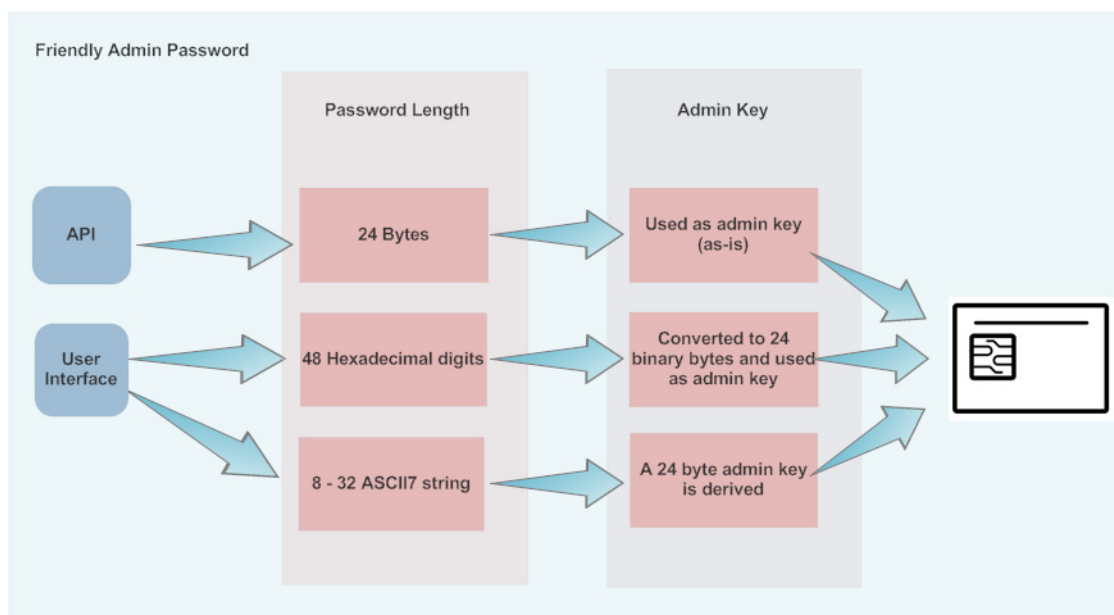 Friendly Admin Password
Password Length
Admin Key
API
24 Bytes
Used as admin key
(as-is)
User
Interface
48 Hexadecimal digits
Converted to 24
binary bytes and used
as admin key
8 - 32 ASCII7 string
A 24 byte admin key
is derived